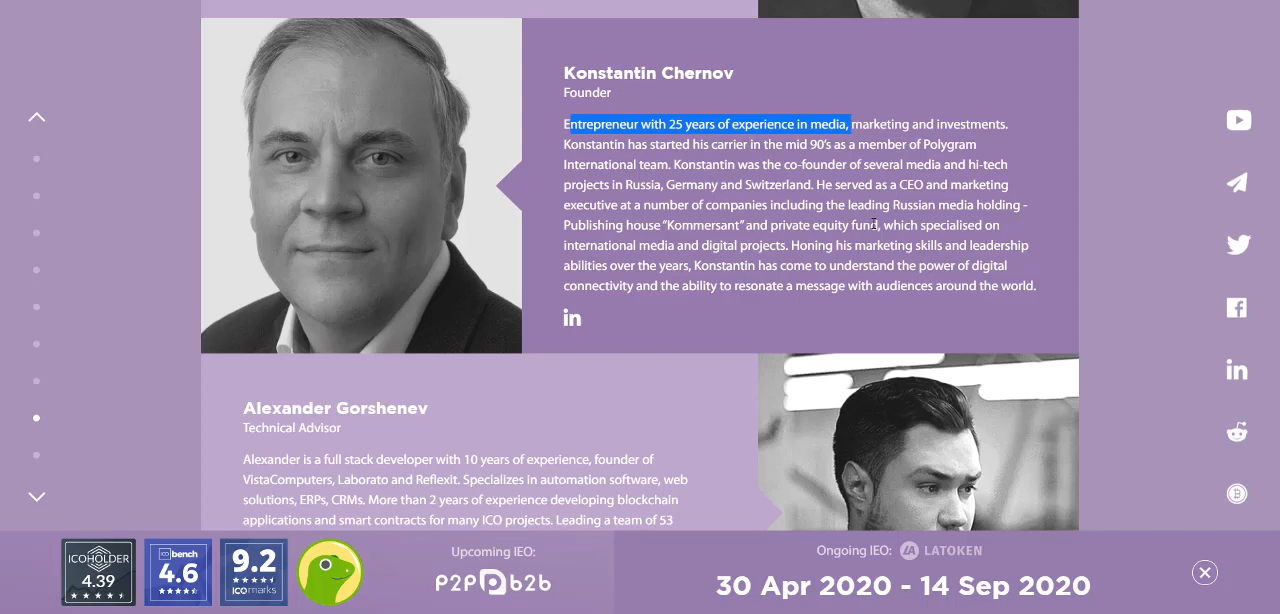 Konstantin Chernov
Founder
Entrepreneur with 25 years of experience in media, marketing and investments.
Konstantin has started his carrier in the mid 90's as a member of Polygram
International team. Konstantin was the co-founder of several media and hi-tech
projects in Russia, Germany and Switzerland. He served as a CEO and marketing
executive at a number of companies including the leading Russian media holding -
Publishing house "Kommersant" and private equity fund, which specialised on
international media and digital projects. Honing his marketing skills and leadership
abilities over the years, Konstantin has come to understand the power of digital
connectivity and the ability to resonate a message with audiences around the world.
in
Alexander Gorshenev
Technical Advisor
Alexander is a full stack developer with 10 years of experience, founder of
VistaComputers, Laborato and Reflexit. Specializes in automation software, web
solutions, ERPs, CRMs. More than 2 years of experience developing blockchain
applications and smart contracts for many ICO projects. Leading a team of 53
in
ICOHOLDER
4.39
ICO bench
4.6
9.2
ICOmarks
Upcoming IEO:
P2PB2B
Ongoing IEO: LA LATOKEN
30 Apr 2020 - 14 Sep 2020